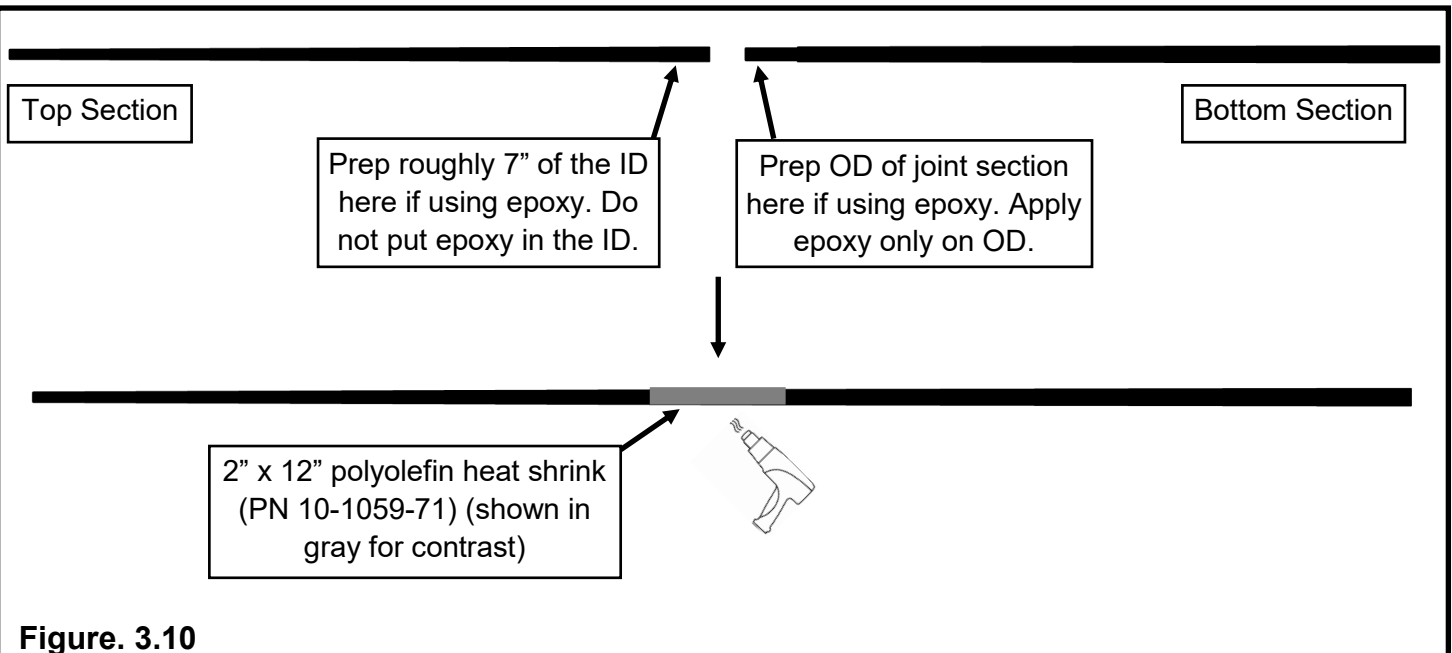 Top Section
Bottom Section
Prep roughly 7” of the ID
here if using epoxy. Do
not put epoxy in the ID.
Prep OD of joint section
here if using epoxy. Apply
epoxy only on OD.
2” x 12” polyolefin heat shrink
(PN 10-1059-71) (shown in
gray for contrast)
Figure. 3.10